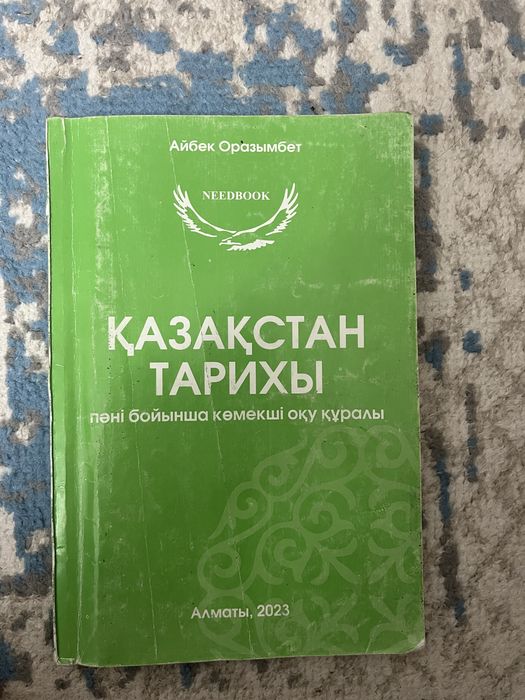 Айбек Оразымбет
NEEDBOOK
ҚАЗАҚСТАН
ТАРИХЫ
пәні бойынша көмекші оқу құралы
Алматы, 2023